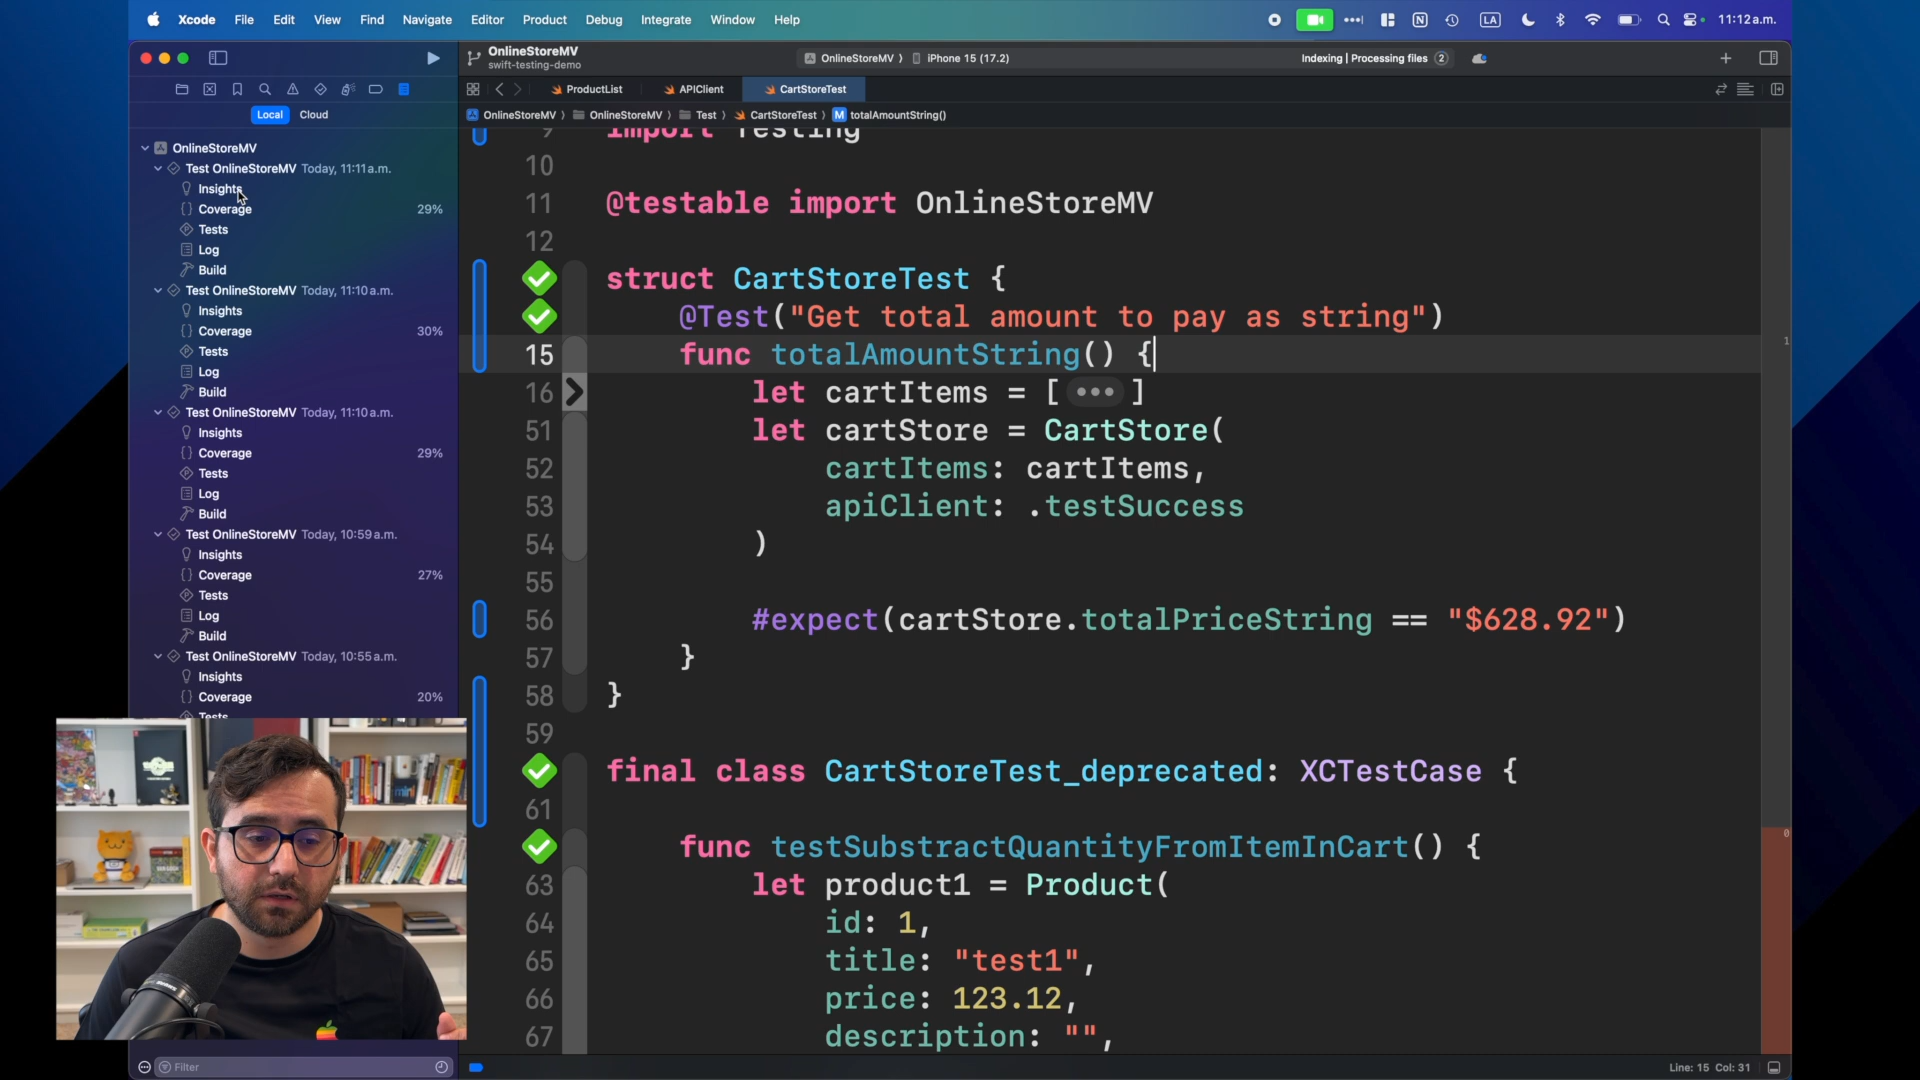 Xcode File Edit View Find Navigate Editor Product Debug Integrate Window Help
LA 11:12 a.m.
OnlineStoreMV
swift-testing-demo
OnlineStoreMV iPhone 15 (17.2)
Indexing | Processing files 2
ProductList APIClient CartStoreTest
Local Cloud
OnlineStoreMV OnlineStoreMV Test CartStoreTest M totalAmountString()
OnlineStoreMV
Test OnlineStoreMV Today, 11:11 a.m.
Insights
Coverage 29%
Tests
Log
Build
Test OnlineStoreMV Today, 11:10 a.m.
Insights
Coverage 30%
Tests
Log
Build
Test OnlineStoreMV Today, 11:10 a.m.
Insights
Coverage 29%
Tests
Log
Build
Test OnlineStoreMV Today, 10:59 a.m.
Insights
Coverage 27%
Tests
Log
Build
Test OnlineStoreMV Today, 10:55 a.m.
Insights
Coverage 20%
Tests
Filter
9 import Testing
10
11 @testable import OnlineStoreMV
12
struct CartStoreTest {
@Test("Get total amount to pay as string")
15 func totalAmountString() {
16 let cartItems = [ ••• ]
51 let cartStore = CartStore(
52 cartItems: cartItems,
53 apiClient: .testSuccess
54 )
55
56 #expect(cartStore.totalPriceString == "$628.92")
57 }
58 }
59
final class CartStoreTest_deprecated: XCTestCase {
61
func testSubstractQuantityFromItemInCart() {
63 let product1 = Product(
64 id: 1,
65 title: "test1",
66 price: 123.12,
67 description: "",
1
0
Line: 15 Col: 31